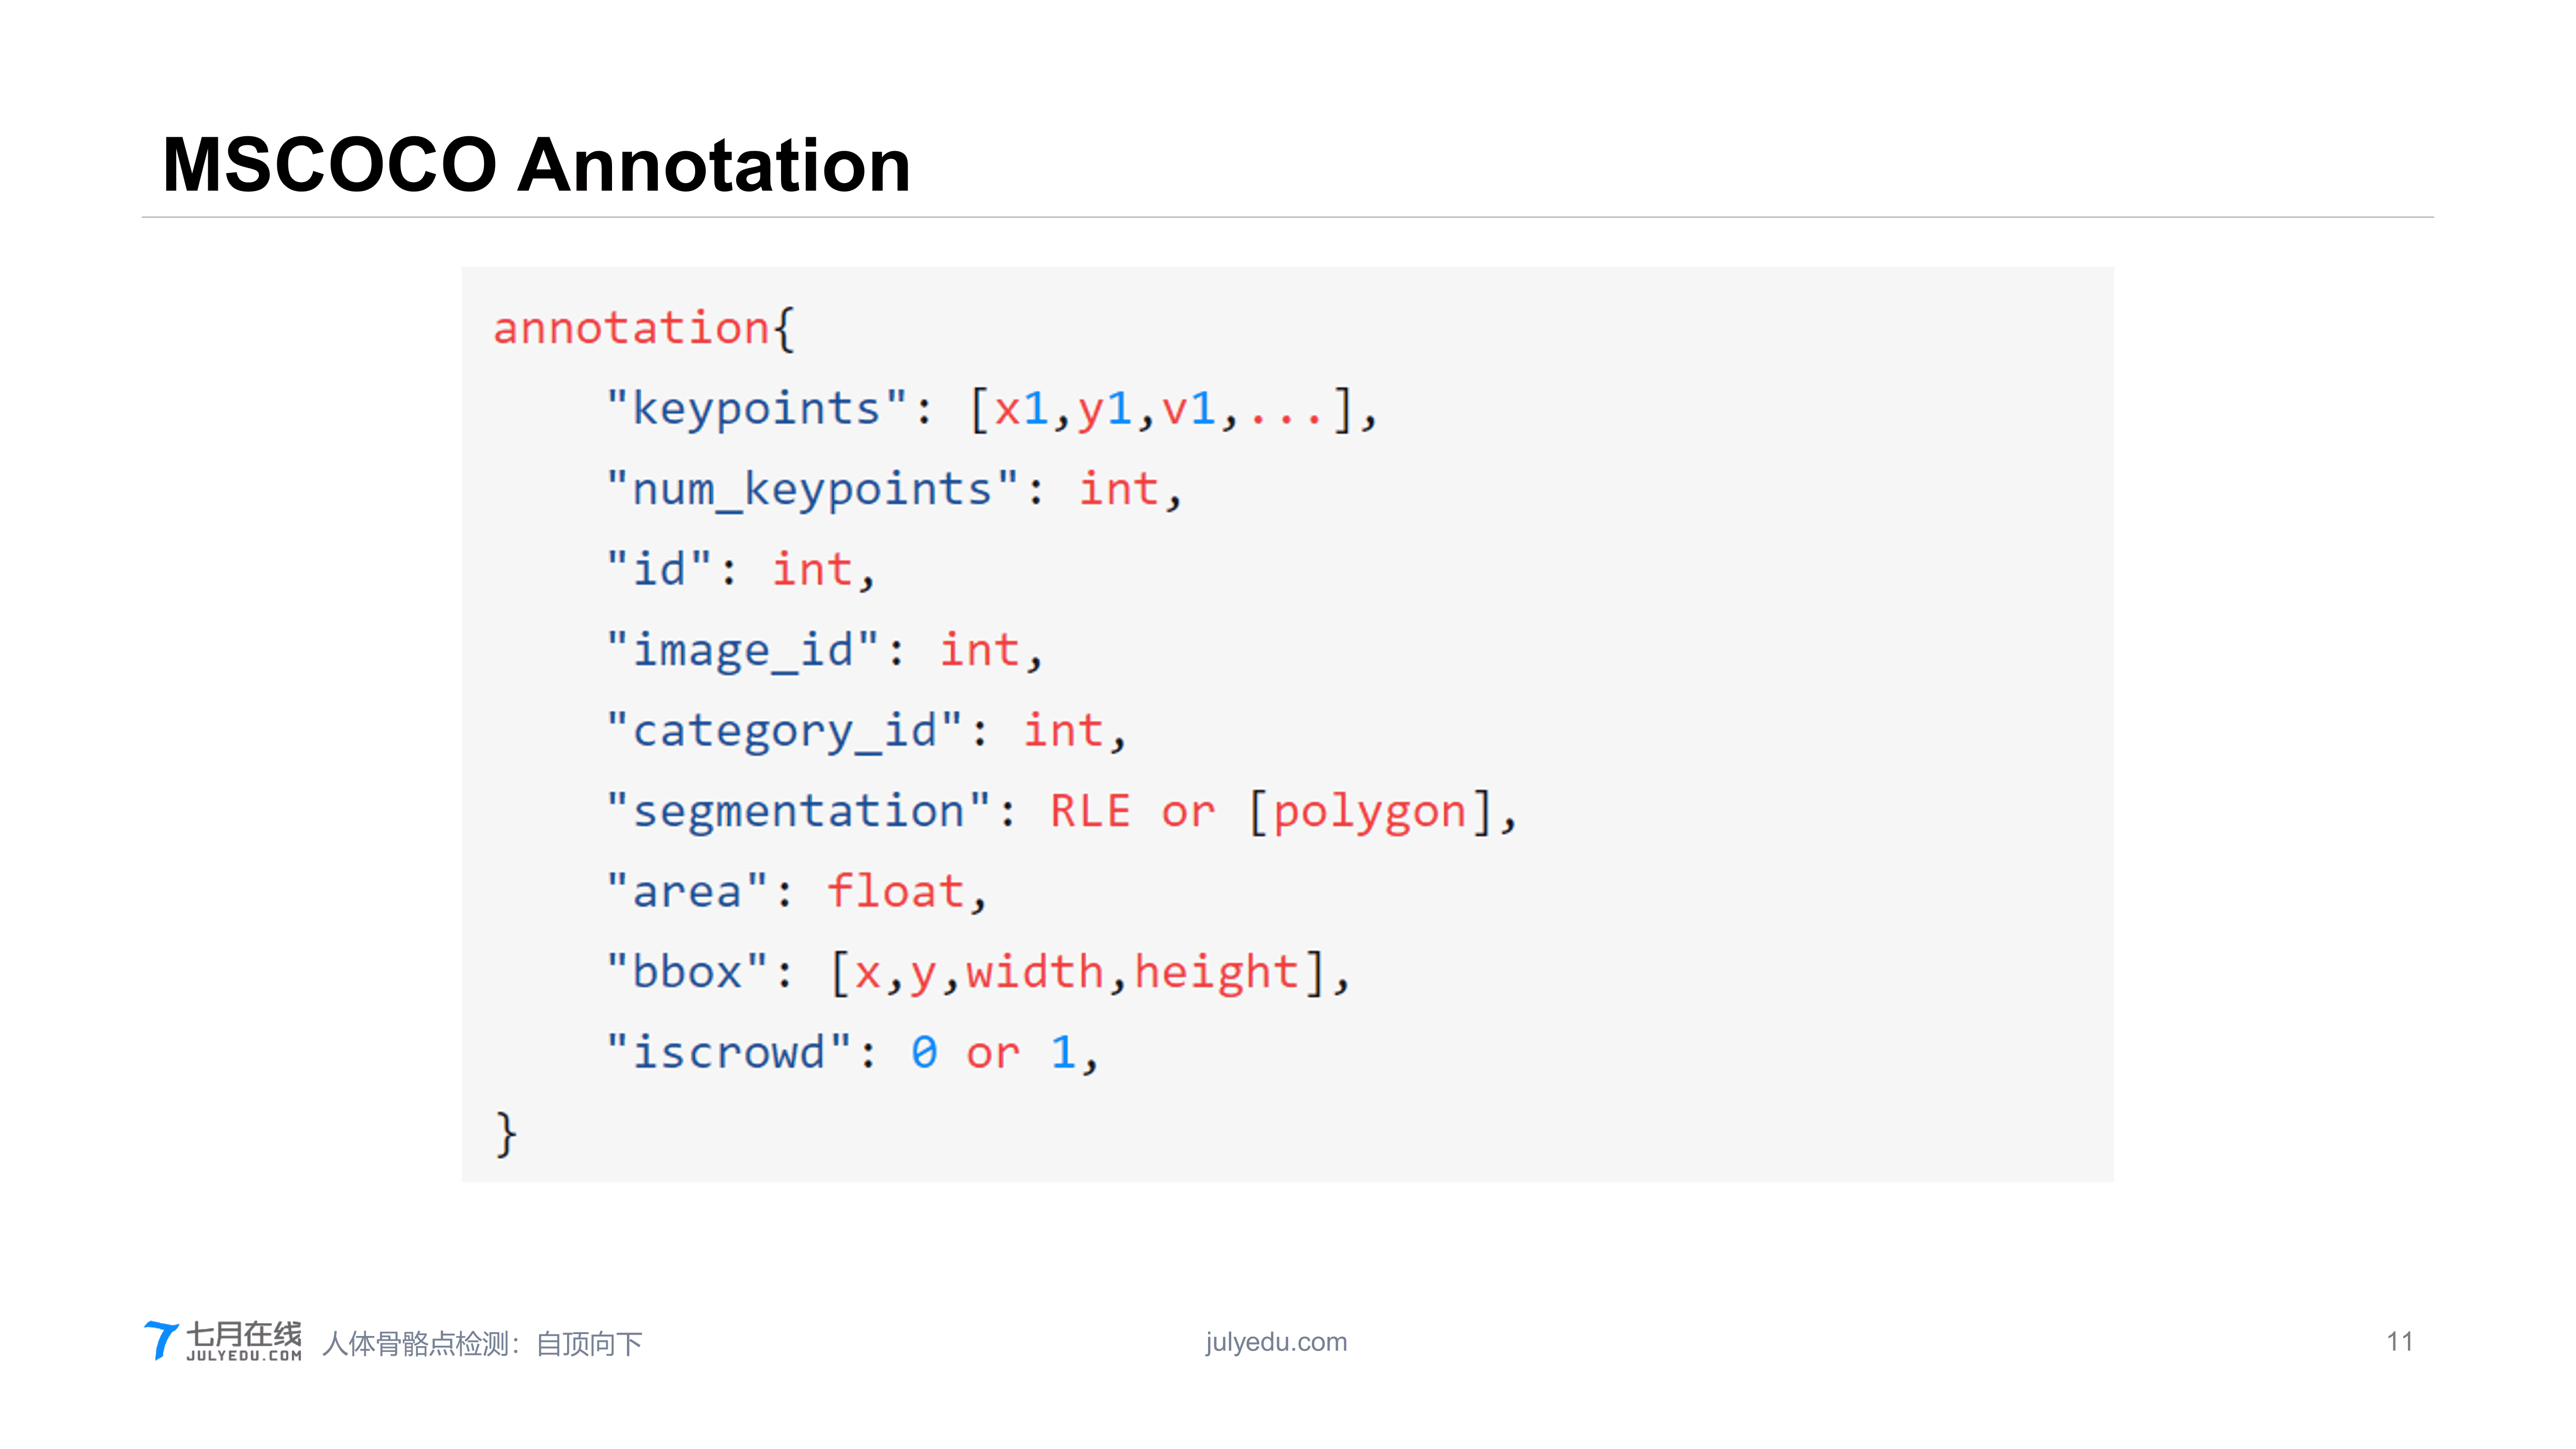 MSCOCO Annotation
annotation{
"keypoints": [x1,y1,v1,...],
"num_keypoints": int,
"id": int,
"image_id": int,
"category_id": int,
"segmentation": RLE or [polygon],
"area": float,
"bbox": [x,y,width,height],
"iscrowd": 0 or 1,
}
七月在线
JULYEDU.COM
人体骨骼点检测：自顶向下
julyedu.com
11